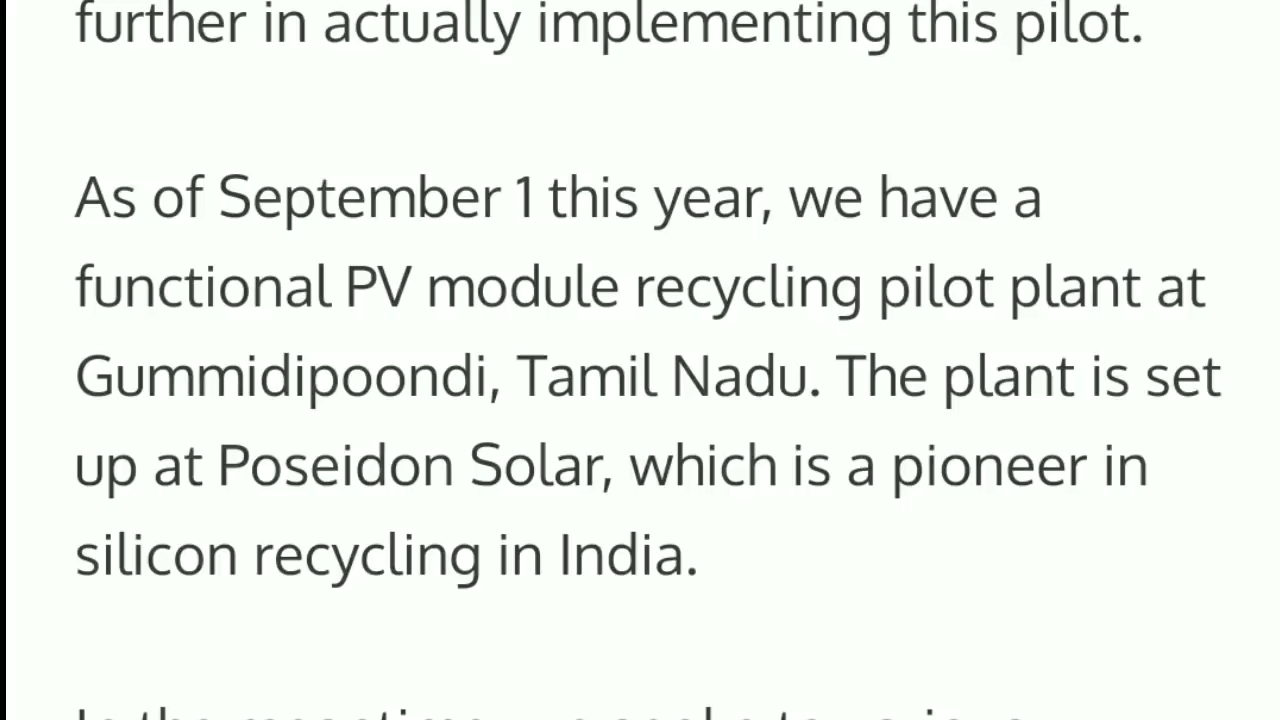 further in actually implementing this pilot.
As of September 1 this year, we have a
functional PV module recycling pilot plant at
Gummidipoondi, Tamil Nadu. The plant is set
up at Poseidon Solar, which is a pioneer in
silicon recycling in India.